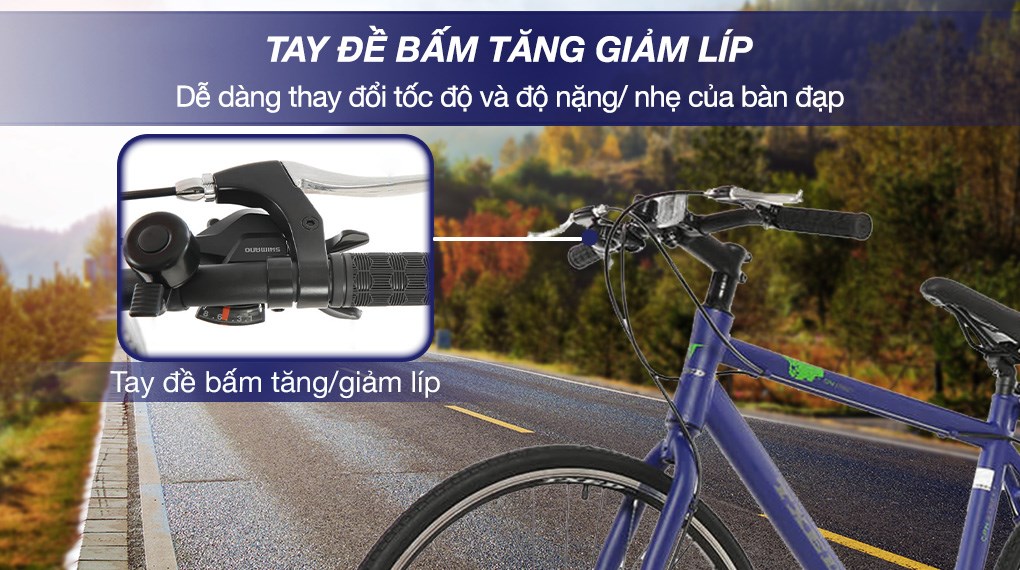 TAY ĐỀ BẤM TĂNG GIẢM LÍP
Dễ dàng thay đổi tốc độ và độ nặng/ nhẹ của bàn đạp
Tay đề bấm tăng/giảm líp